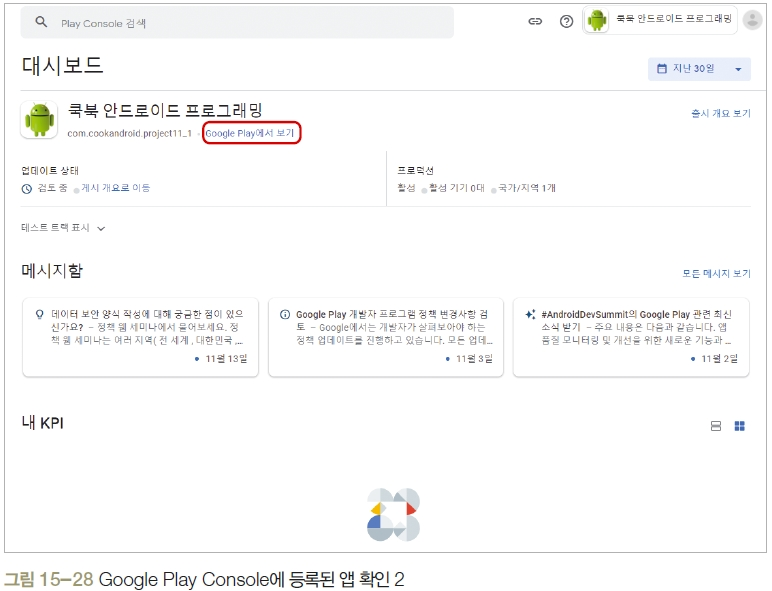 Play Console 검색
쿡북 안드로이드 프로그래밍
대시보드
지난 30일
쿡북 안드로이드 프로그래밍
com.cookandroid.project11_1 · Google Play에서 보기
출시 개요 보기
업데이트 상태
검토 중 게시 개요로 이동
프로덕션
활성 활성 기기 0대 국가/지역 1개
테스트 트랙 표시
메시지함
모든 메시지 보기
데이터 보안 양식 작성에 대해 궁금한 점이 있으
신가요? – 정책 웹 세미나에서 물어보세요. 정
책 웹 세미나는 여러 지역( 전 세계 , 대한민국 ,...
• 11월 13일
Google Play 개발자 프로그램 정책 변경사항 검
토 – Google에서는 개발자가 살펴보아야 하는
정책 업데이트를 진행하고 있습니다. 모든 업데...
• 11월 3일
#AndroidDevSummit의 Google Play 관련 최신
소식 받기 – 주요 내용은 다음과 같습니다. 앱
품질 모니터링 및 개선을 위한 새로운 기능과 ...
• 11월 2일
내 KPI
그림 15-28 Google Play Console에 등록된 앱 확인 2